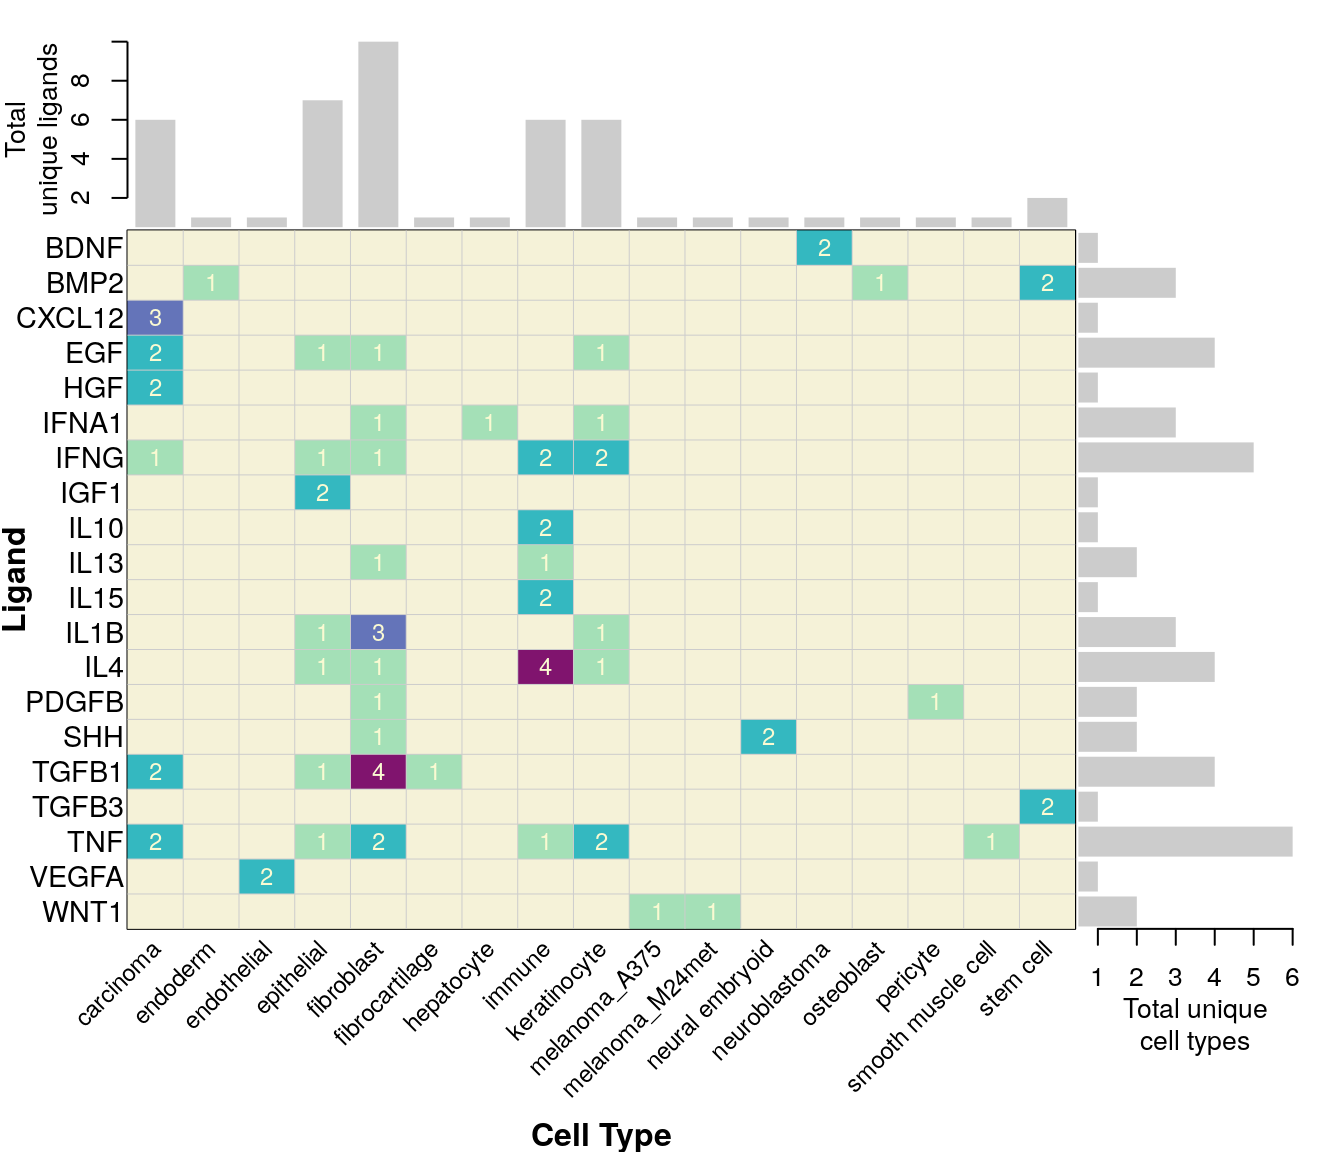 Total
unique ligands
8
6
4
2
BDNF 2
BMP2 1 1 2
CXCL12 3
EGF 2 1 1 1
HGF 2
IFNA1 1 1 1
IFNG 1 1 1 2 2
IGF1 2
IL10 2
IL13 1 1
IL15 2
IL1B 1 3 1
IL4 1 1 4 1
PDGFB 1 1
SHH 1 2
TGFB1 2 1 4 1
TGFB3 2
TNF 2 1 2 1 2 1
VEGFA 2
WNT1 1 1
Ligand
carcinoma
endoderm
endothelial
epithelial
fibroblast
fibrocartilage
hepatocyte
immune
keratinocyte
melanoma_A375
melanoma_M24met
neural embryoid
neuroblastoma
osteoblast
pericyte
smooth muscle cell
stem cell
1 2 3 4 5 6
Total unique
cell types
Cell Type